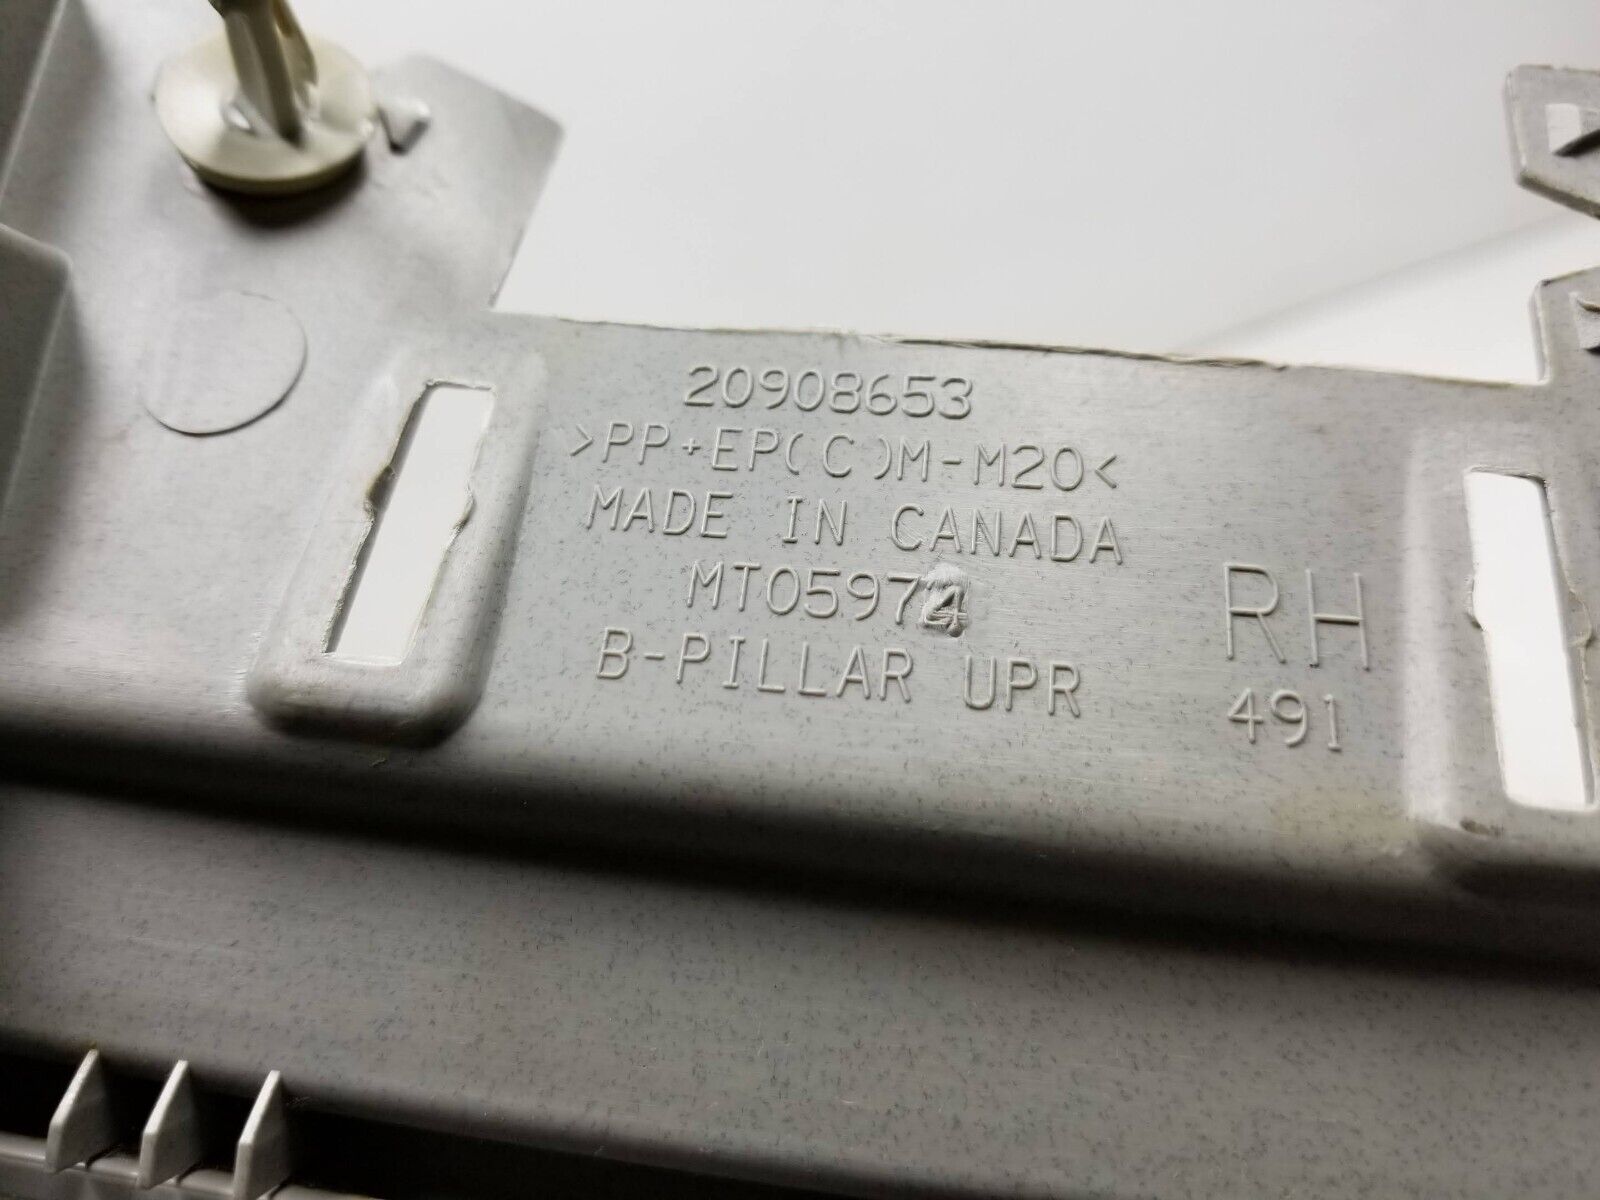 20908653
>PP+EP(C)M-M20<
MADE IN CANADA
MT05974
B-PILLAR UPR
RH
491